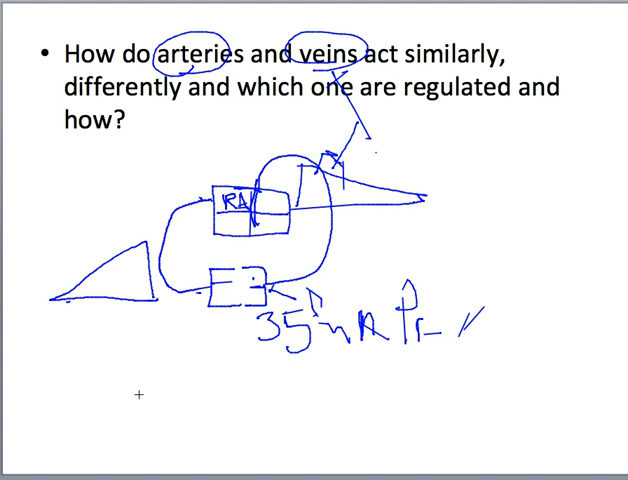 • How do arteries and veins act similarly,
differently and which one are regulated and
how?
RA
35